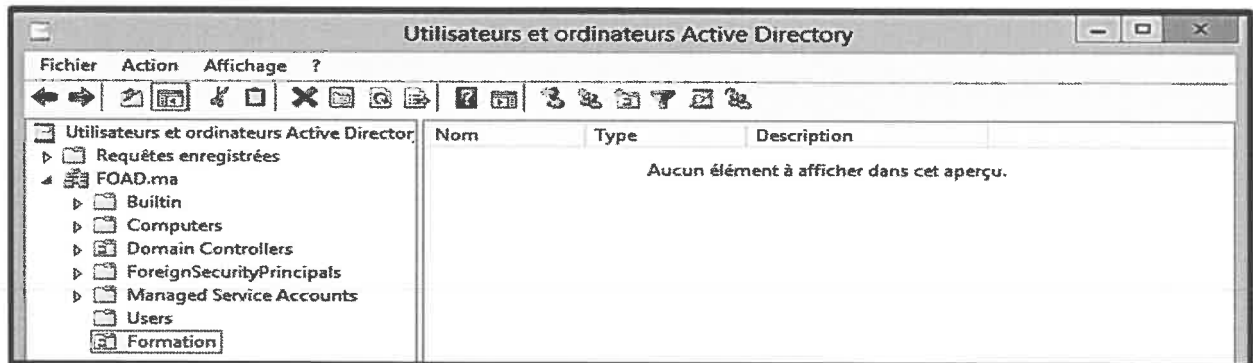 Utilisateurs et ordinateurs Active Directory
Fichier Action Affichage ?
Utilisateurs et ordinateurs Active Director
Nom Type Description
Requêtes enregistrées
Aucun élément à afficher dans cet aperçu.
FOAD.ma
Builtin
Computers
Domain Controllers
ForeignSecurityPrincipals
Managed Service Accounts
Users
Formation